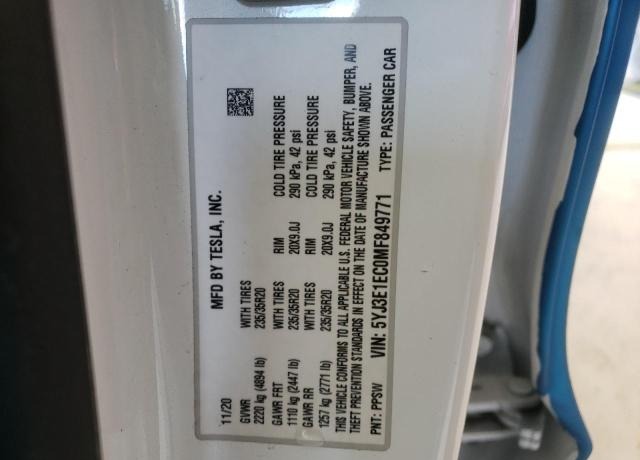 MFD BY TESLA, INC.
11/20
GVWR WITH TIRES RIM COLD TIRE PRESSURE
2220 kg (4894 lb) 235/35R20 20X9.0J 290 kPa, 42 psi
GAWR FRT WITH TIRES RIM COLD TIRE PRESSURE
1110 kg (2447 lb) 235/35R20 20X9.0J 290 kPa, 42 psi
GAWR RR WITH TIRES
1257 kg (2771 lb) 235/35R20
THIS VEHICLE CONFORMS TO ALL APPLICABLE U.S. FEDERAL MOTOR VEHICLE SAFETY, BUMPER, AND
THEFT PREVENTION STANDARDS IN EFFECT ON THE DATE OF MANUFACTURE SHOWN ABOVE.
PNT: PPSW VIN: 5YJ3E1EC0MF849771 TYPE: PASSENGER CAR